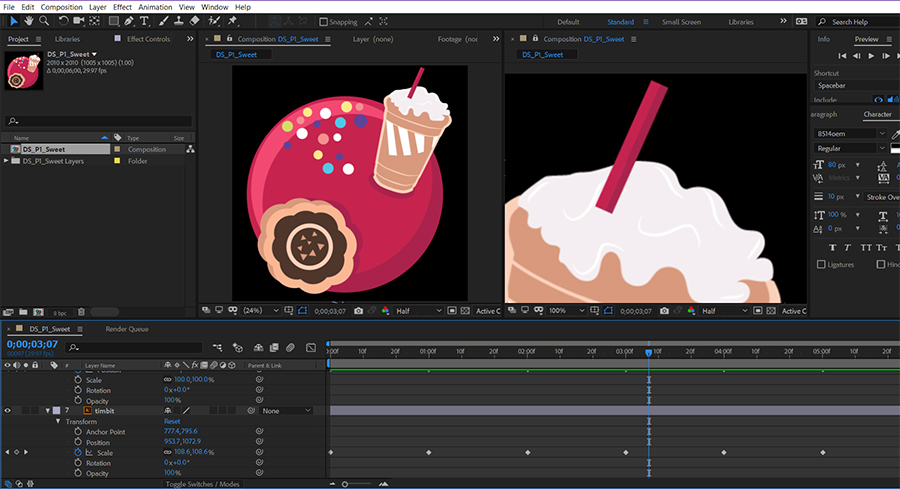 File Edit Composition Layer Effect Animation View Window Help
Snapping Default Standard Small Screen Libraries Search Help
Project Libraries Effect Controls Composition DS_P1_Sweet Layer (none) Footage (no Composition DS_P1_Sweet Info Preview
DS_P1_Sweet DS_P1_Sweet DS_P1_Sweet
2010 x 2010 (1005 x 1005) (1.00)
Δ 0;00;06;00, 29.97 fps
Shortcut
Spacebar
Include:
aragraph Character
Name Type Size
8514oem
DS_P1_Sweet Composition
Regular
DS_P1_Sweet Layers Folder
80 px
Metrics
10 px Stroke Ove
100 %
0 px
T T TT Tt
Ligatures Hind
8 bpc (24%) 0;00;03;07 Half Active C 100% 0;00;03;07 Half Active C
DS_P1_Sweet Render Queue
0;00;03;07
00097 (29.97 fps)
:00f 10f 20f 01:00f 10f 20f 02:00f 10f 20f 03:00f 10f 20f 04:00f 10f 20f 05:00f 10f 20f
# Layer Name Parent & Link
Scale 100.0,100.0%
Rotation 0x+0.0°
Opacity 100%
7 timbit None
Transform Reset
Anchor Point 777.4,795.6
Position 953.7,1072.9
Scale 108.6,108.6%
Rotation 0x+0.0°
Opacity 100%
Toggle Switches / Modes